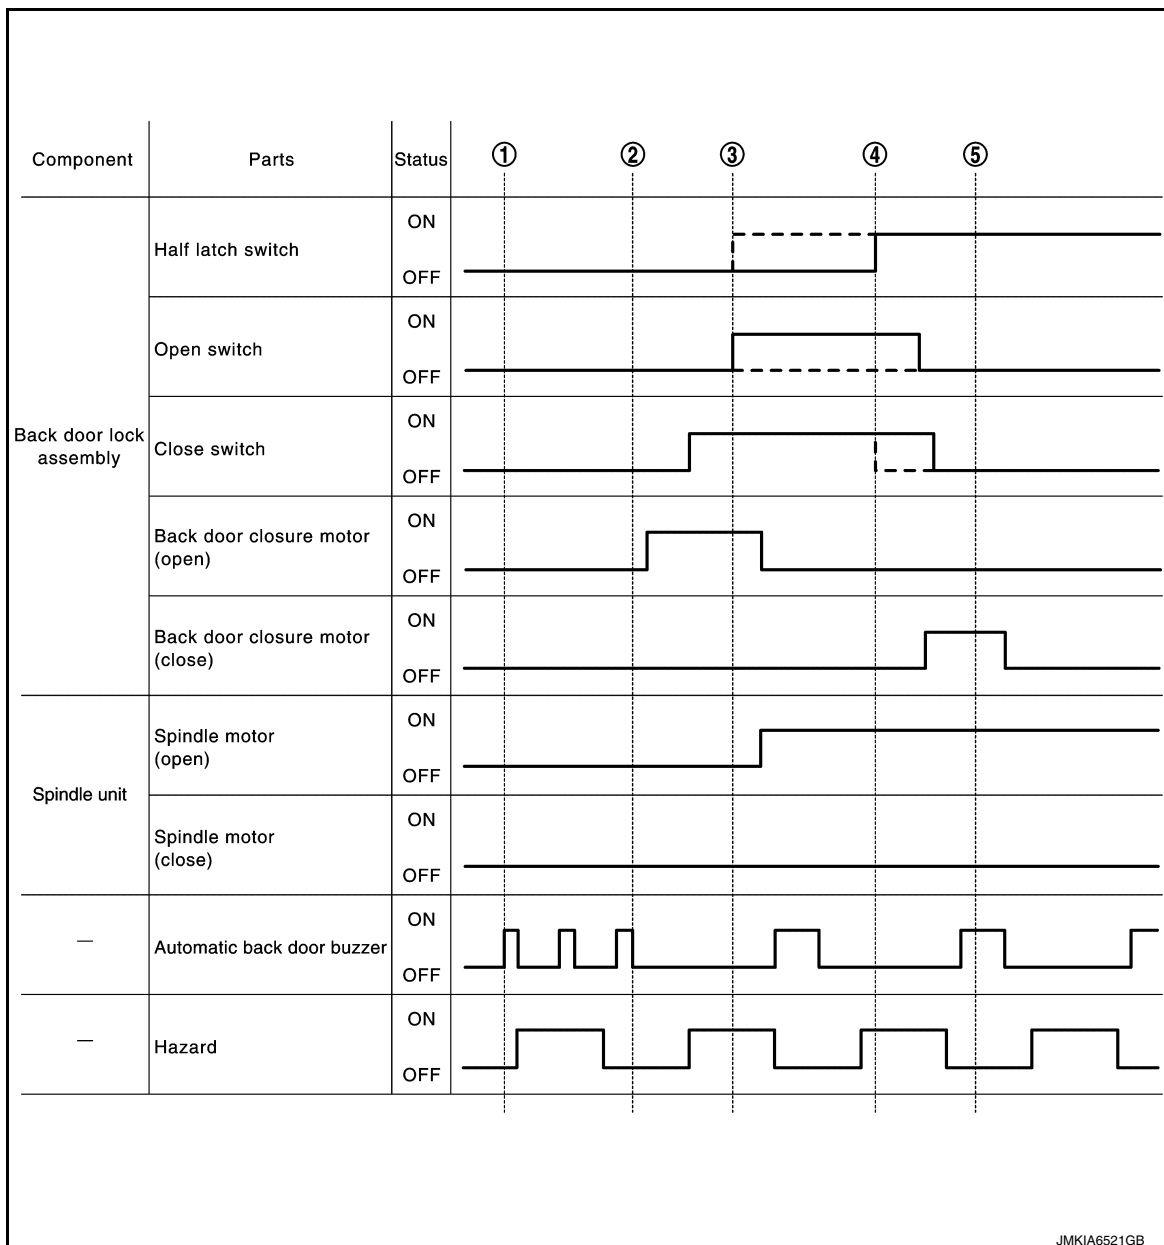 Component Parts Status ① ② ③ ④ ⑤
Back door lock assembly
Half latch switch
ON
OFF
Open switch
ON
OFF
Close switch
ON
OFF
Back door closure motor
(open)
ON
OFF
Back door closure motor
(close)
ON
OFF
Spindle unit
Spindle motor
(open)
ON
OFF
Spindle motor
(close)
ON
OFF
—
Automatic back door buzzer
ON
OFF
—
Hazard
ON
OFF
JMKIA6521GB